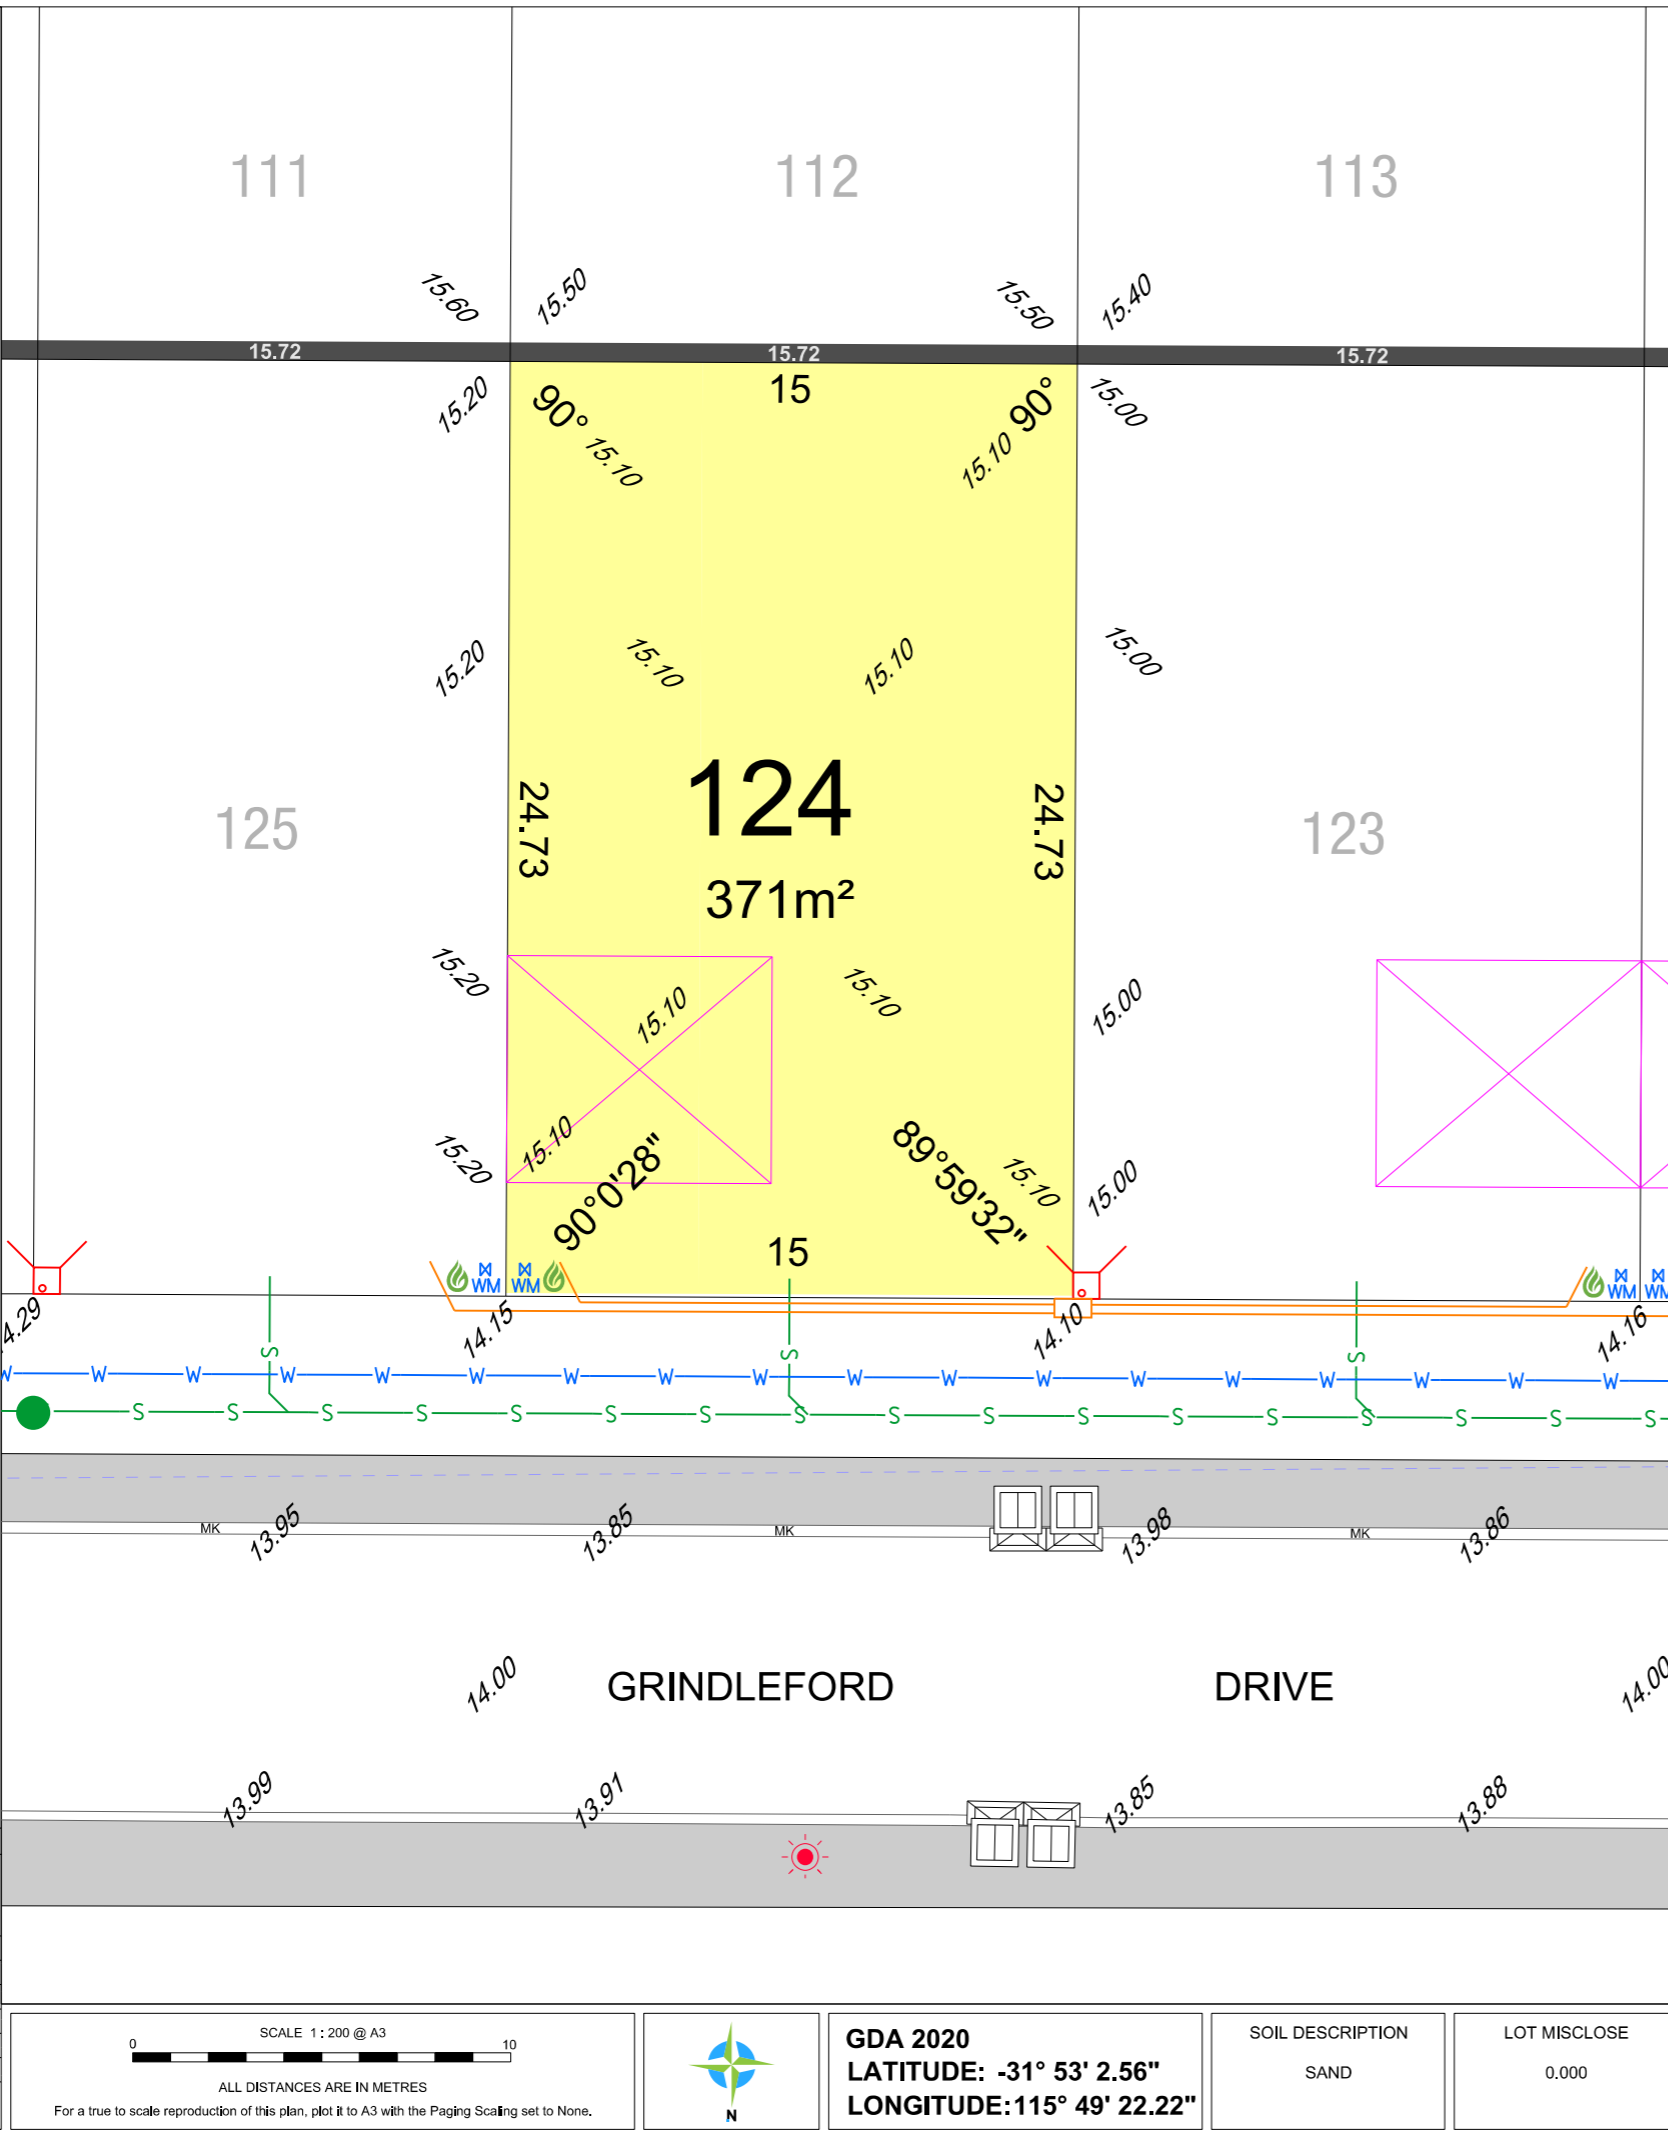 111
112
113
15.60
15.50
15.50
15.40
15.72
15.72
15.72
15.20
90°
15.10
15
15.10
90°
15.00
15.20
15.10
15.10
15.00
125
24.73
124
371m²
24.73
123
15.20
15.10
15.10
15.00
15.20
15.10
90°0'28"
15
89°59'32"
15.10
15.00
WM
WM
WM
WM
4.29
14.15
14.10
14.16
S
S
S
W W W W W W W W W W W W W W W W W W
S S S S S S S S S S S S S S S S S
MK
13.95
13.85
MK
13.98
MK
13.86
14.00
GRINDLEFORD DRIVE
14.00
13.99
13.91
13.85
13.88
SCALE 1 : 200 @ A3
0 10
ALL DISTANCES ARE IN METRES
For a true to scale reproduction of this plan, plot it to A3 with the Paging Scaling set to None.
N
GDA 2020
LATITUDE: -31° 53' 2.56"
LONGITUDE:115° 49' 22.22"
SOIL DESCRIPTION
SAND
LOT MISCLOSE
0.000